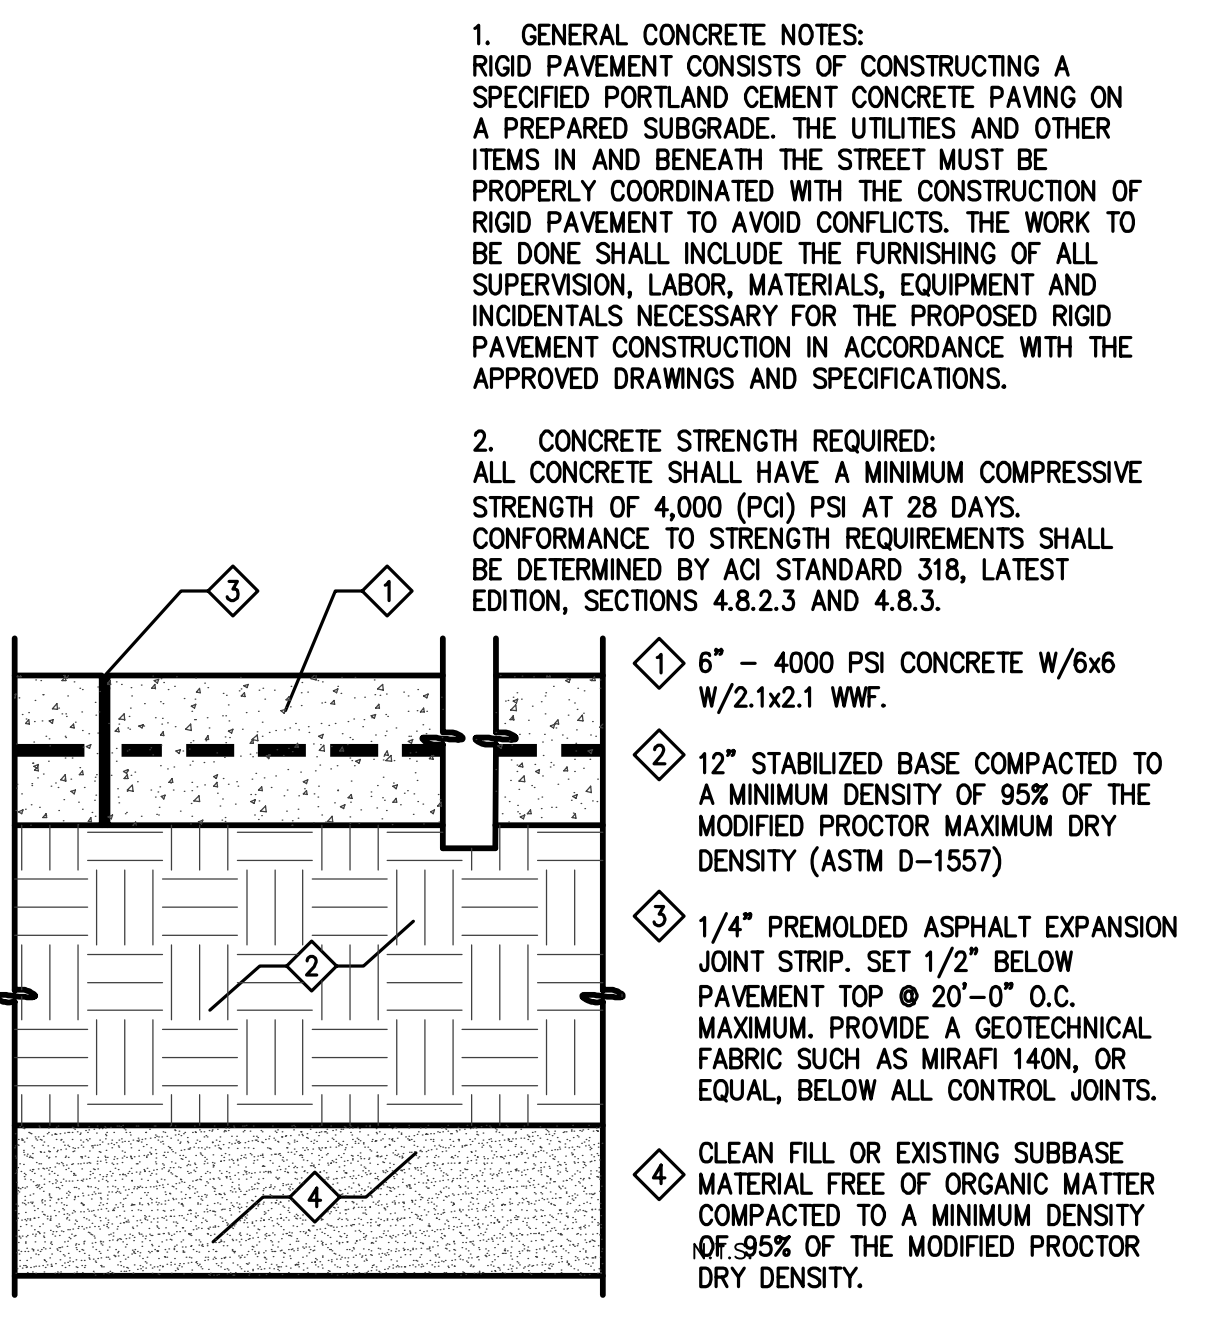 1. GENERAL CONCRETE NOTES:
RIGID PAVEMENT CONSISTS OF CONSTRUCTING A
SPECIFIED PORTLAND CEMENT CONCRETE PAVING ON
A PREPARED SUBGRADE. THE UTILITIES AND OTHER
ITEMS IN AND BENEATH THE STREET MUST BE
PROPERLY COORDINATED WITH THE CONSTRUCTION OF
RIGID PAVEMENT TO AVOID CONFLICTS. THE WORK TO
BE DONE SHALL INCLUDE THE FURNISHING OF ALL
SUPERVISION, LABOR, MATERIALS, EQUIPMENT AND
INCIDENTALS NECESSARY FOR THE PROPOSED RIGID
PAVEMENT CONSTRUCTION IN ACCORDANCE WITH THE
APPROVED DRAWINGS AND SPECIFICATIONS.
2. CONCRETE STRENGTH REQUIRED:
ALL CONCRETE SHALL HAVE A MINIMUM COMPRESSIVE
STRENGTH OF 4,000 (PCI) PSI AT 28 DAYS.
CONFORMANCE TO STRENGTH REQUIREMENTS SHALL
BE DETERMINED BY ACI STANDARD 318, LATEST
EDITION, SECTIONS 4.8.2.3 AND 4.8.3.
3
1
2
4
1 6" - 4000 PSI CONCRETE W/6x6
W/2.1x2.1 WWF.
2 12" STABILIZED BASE COMPACTED TO
A MINIMUM DENSITY OF 95% OF THE
MODIFIED PROCTOR MAXIMUM DRY
DENSITY (ASTM D-1557)
3 1/4" PREMOLDED ASPHALT EXPANSION
JOINT STRIP. SET 1/2" BELOW
PAVEMENT TOP @ 20'-0" O.C.
MAXIMUM. PROVIDE A GEOTECHNICAL
FABRIC SUCH AS MIRAFI 140N, OR
EQUAL, BELOW ALL CONTROL JOINTS.
4 CLEAN FILL OR EXISTING SUBBASE
MATERIAL FREE OF ORGANIC MATTER
COMPACTED TO A MINIMUM DENSITY
OF 95% OF THE MODIFIED PROCTOR
DRY DENSITY.
N.T.S.